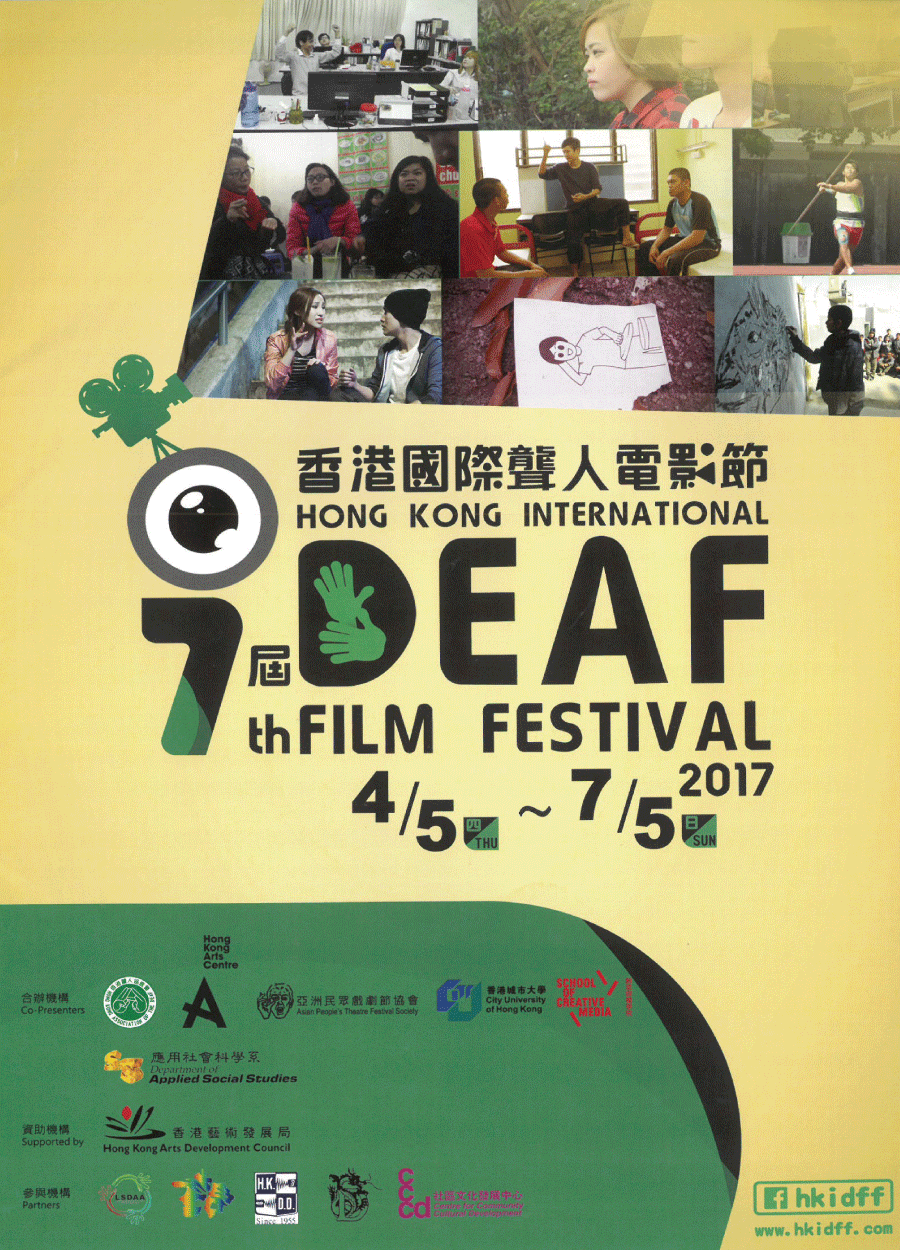 香港國際聾人電影節
HONG KONG INTERNATIONAL
7屆 DEAF
th FILM FESTIVAL
2017
4/5 四 THU ~ 7/5 日 SUN
Hong
Kong
Arts
Centre
合辦機構
Co-Presenters
亞洲民眾戲劇節協會
Asian People's Theatre Festival Society
香港城市大學
City University
of Hong Kong
SCHOOL
OF
CREATIVE
MEDIA
應用社會科學系
Department of
Applied Social Studies
資助機構
Supported by
香港藝術發展局
Hong Kong Arts Development Council
參與機構
Partners
LSDAA
H.K.
D.D.
Since 1955
cccd
社區文化發展中心
Centre for Community
Cultural Development
f hkidff
www.hkidff.com